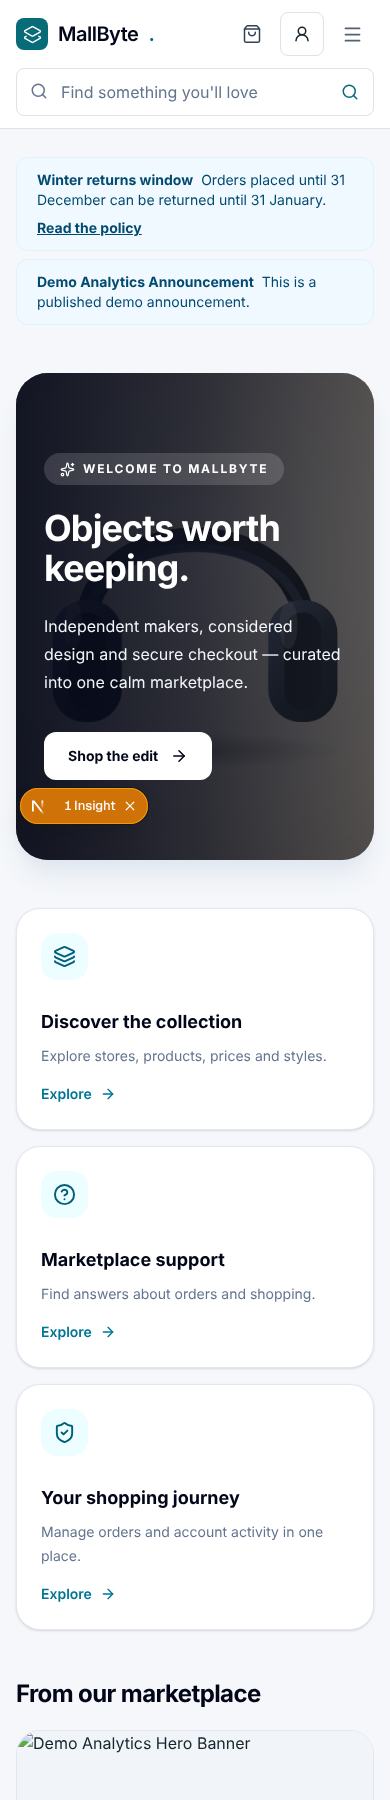 MallByte .
Find something you'll love
Winter returns window Orders placed until 31
December can be returned until 31 January.
Read the policy
Demo Analytics Announcement This is a
published demo announcement.
WELCOME TO MALLBYTE
Objects worth
keeping.
Independent makers, considered
design and secure checkout — curated
into one calm marketplace.
Shop the edit
N 1 Insight
Discover the collection
Explore stores, products, prices and styles.
Explore
Marketplace support
Find answers about orders and shopping.
Explore
Your shopping journey
Manage orders and account activity in one
place.
Explore
From our marketplace
Demo Analytics Hero Banner